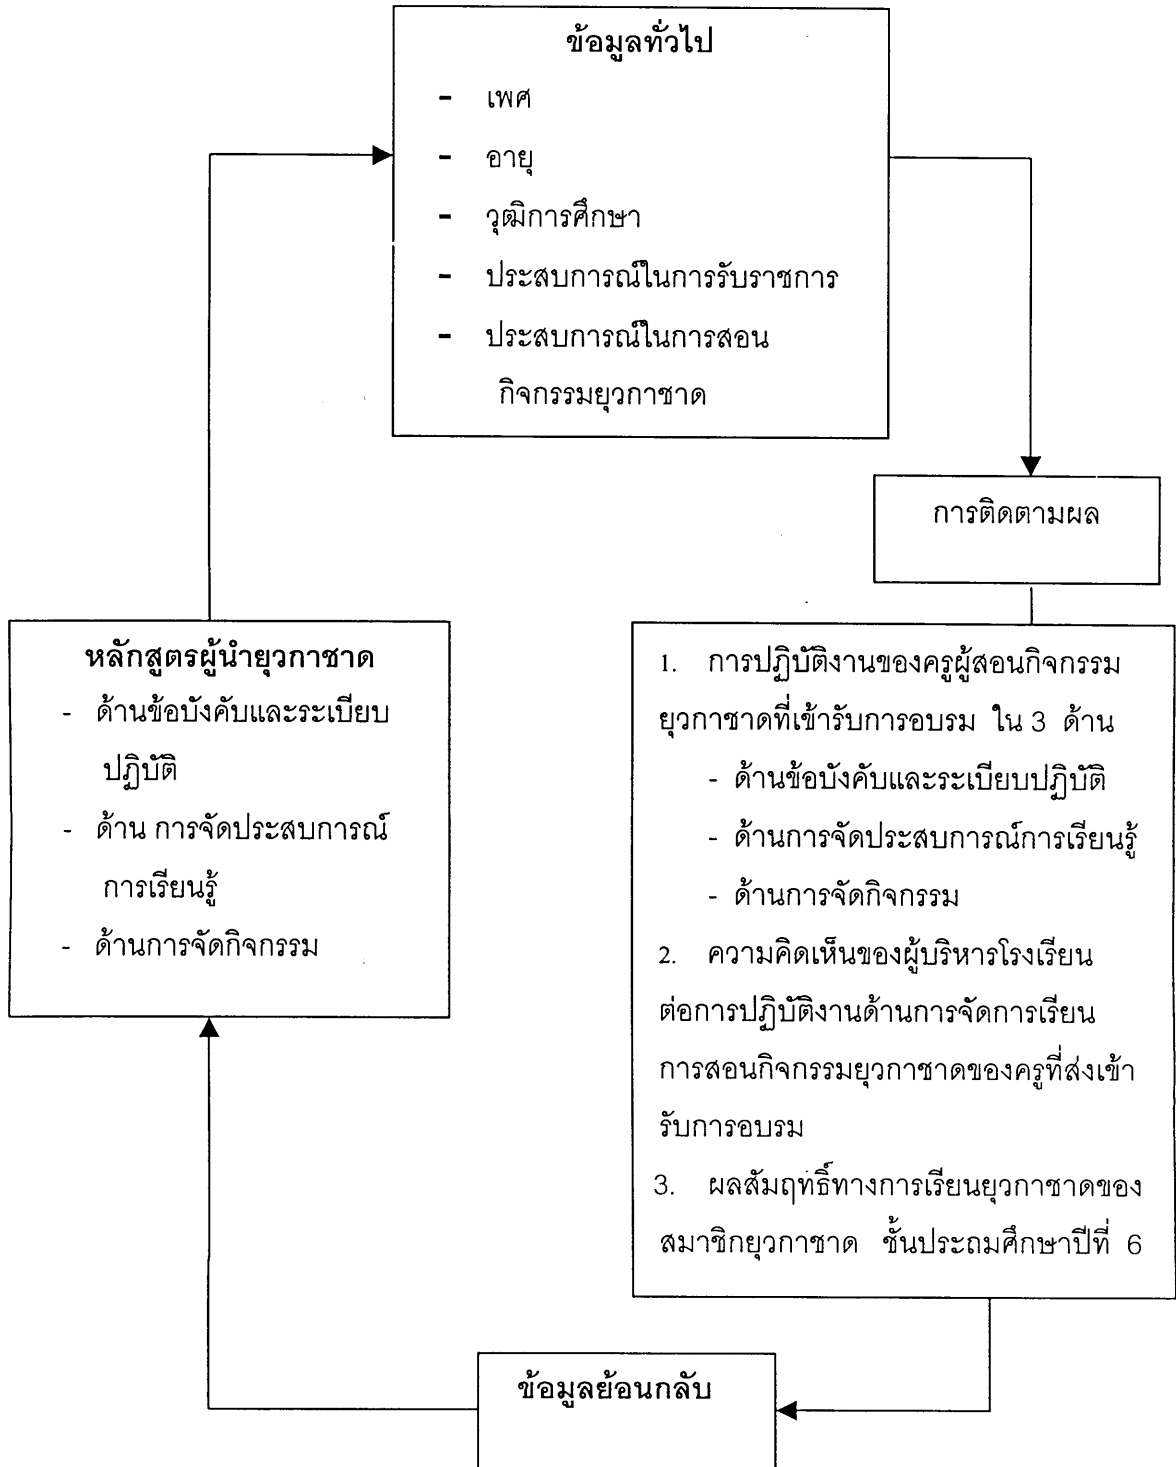 ข้อมูลทั่วไป
- เพศ
- อายุ
- วุฒิการศึกษา
- ประสบการณ์ในการรับราชการ
- ประสบการณ์ในการสอน
กิจกรรมยุวกาชาด
การติดตามผล
หลักสูตรผู้นำยุวกาชาด
- ด้านข้อบังคับและระเบียบ
ปฏิบัติ
- ด้าน การจัดประสบการณ์
การเรียนรู้
- ด้านการจัดกิจกรรม
1. การปฏิบัติงานของครูผู้สอนกิจกรรม
ยุวกาชาดที่เข้ารับการอบรม ใน 3 ด้าน
- ด้านข้อบังคับและระเบียบปฏิบัติ
- ด้านการจัดประสบการณ์การเรียนรู้
- ด้านการจัดกิจกรรม
2. ความคิดเห็นของผู้บริหารโรงเรียน
ต่อการปฏิบัติงานด้านการจัดการเรียน
การสอนกิจกรรมยุวกาชาดของครูที่ส่งเข้า
รับการอบรม
3. ผลสัมฤทธิ์ทางการเรียนยุวกาชาดของ
สมาชิกยุวกาชาด ชั้นประถมศึกษาปีที่ 6
ข้อมูลย้อนกลับ